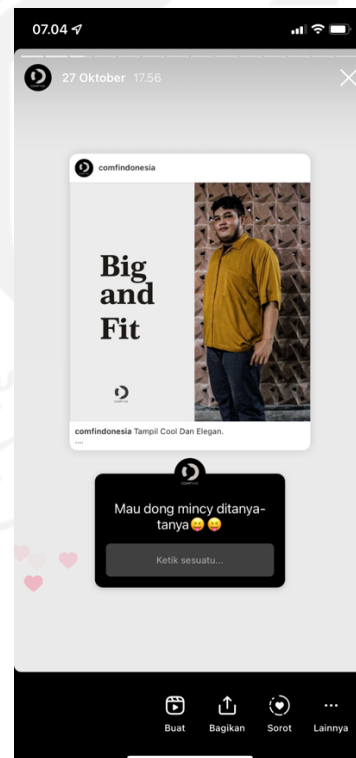 07.04
27 Oktober 17.56
comfindonesia
Big
and
Fit
comfindonesia Tampil Cool Dan Elegan.
....
Mau dong mincy ditanya-
tanya😛😛
Ketik sesuatu...
Buat Bagikan Sorot Lainnya